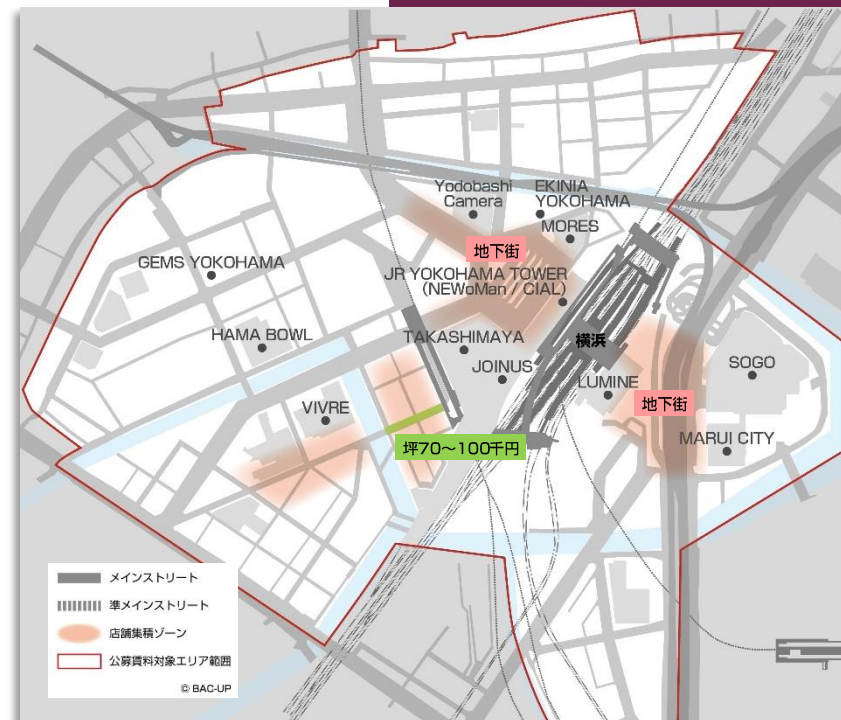 Yodobashi
Camera
EKINIA
YOKOHAMA
MORES
地下街
GEMS YOKOHAMA
JR YOKOHAMA TOWER
(NEWoMan / CIAL)
HAMA BOWL
TAKASHIMAYA
横浜
JOINUS
LUMINE
SOGO
地下街
VIVRE
坪70～100千円
MARUI CITY
メインストリート
準メインストリート
店舗集積ゾーン
公募賃料対象エリア範囲
© BAC-UP